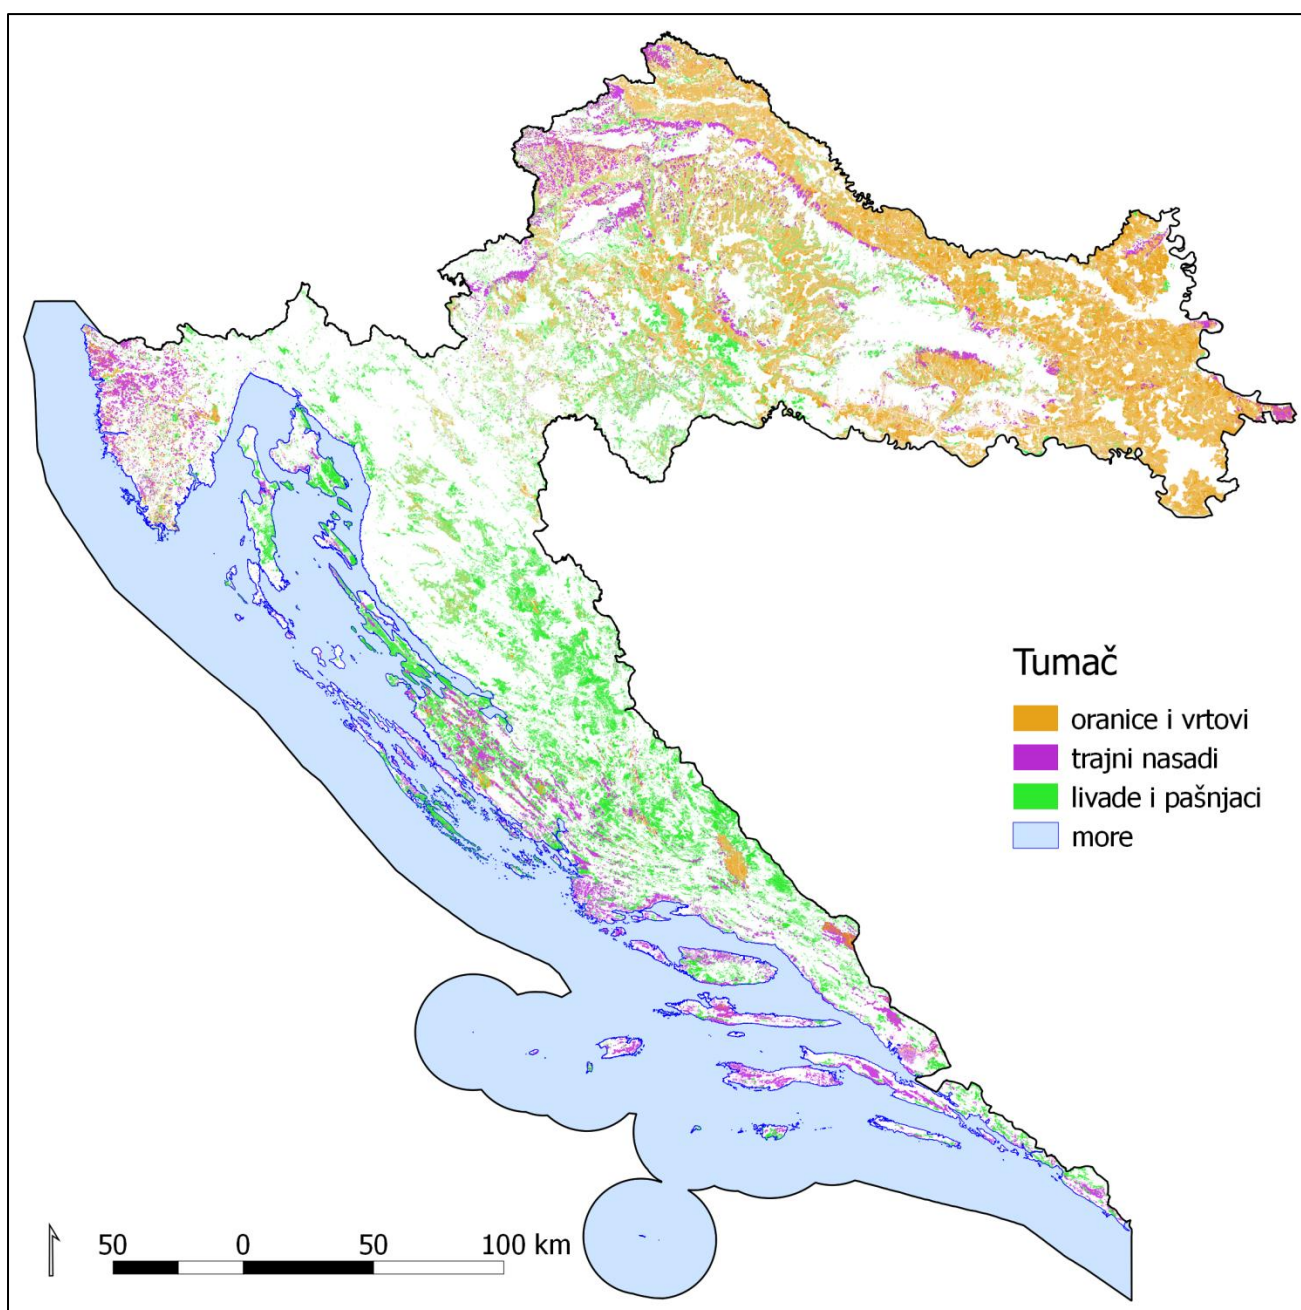 Tumač
oranice i vrtovi
trajni nasadi
livade i pašnjaci
more
50 0 50 100 km